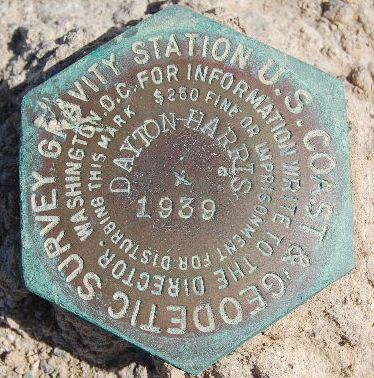 U.S. COAST & GEODETIC SURVEY GRAVITY STATION
FOR INFORMATION WRITE TO THE DIRECTOR, WASHINGTON, D.C.
$250 FINE OR IMPRISONMENT FOR DISTURBING THIS MARK
DAYTON-HARRIS
1939